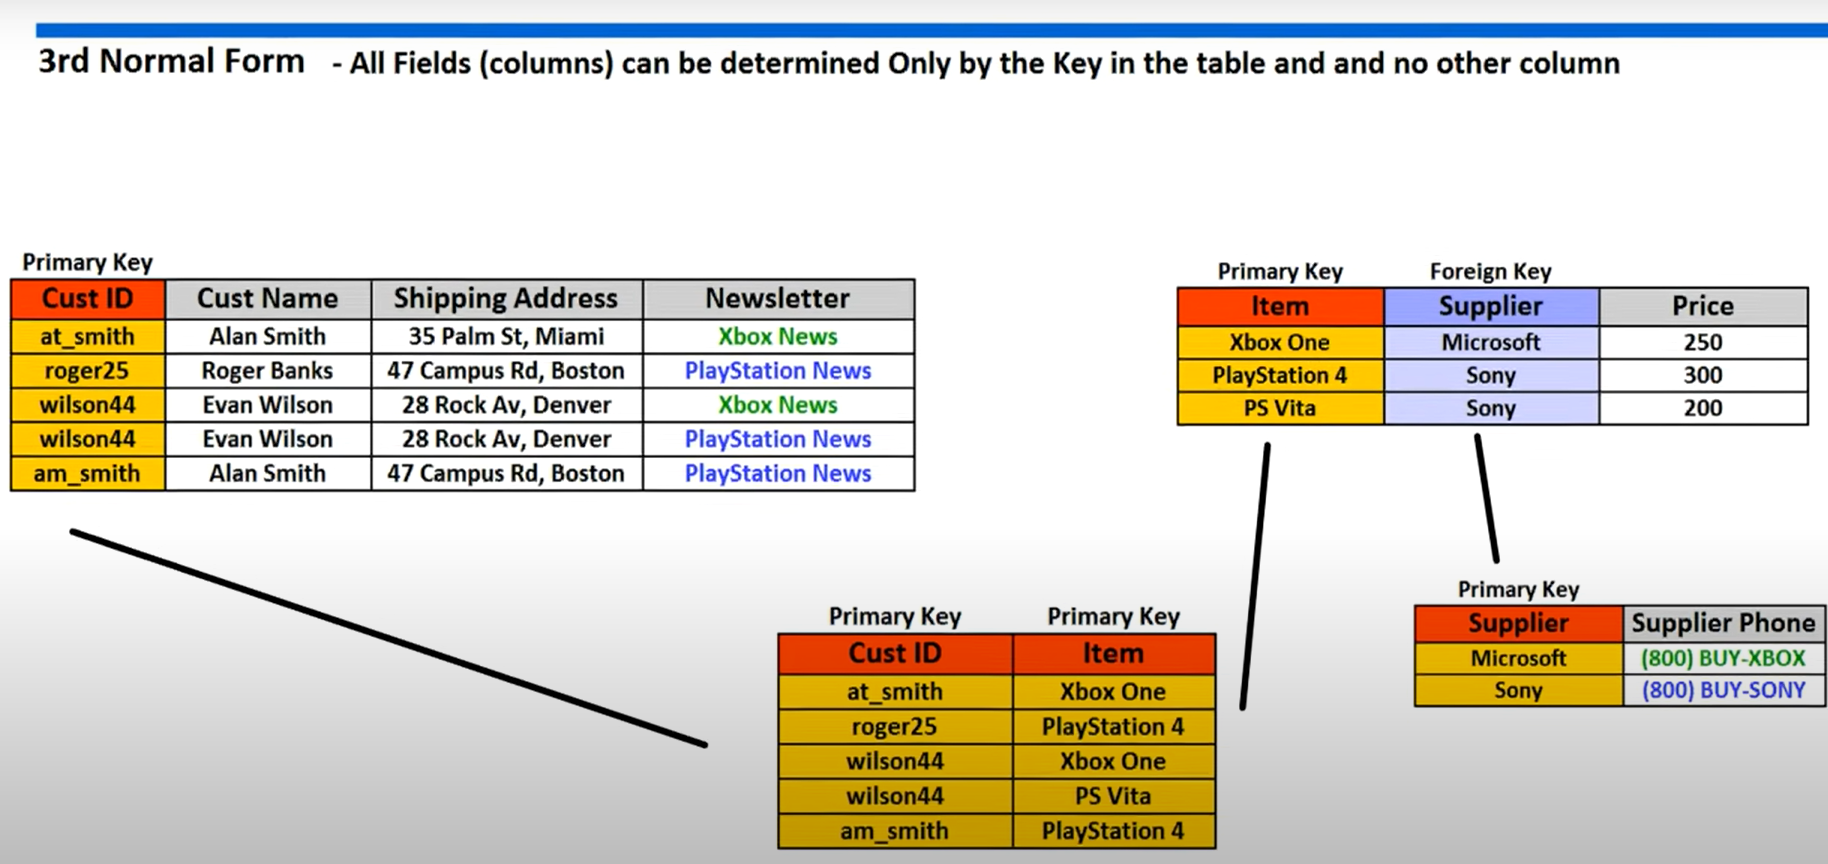 3rd Normal Form - All Fields (columns) can be determined Only by the Key in the table and and no other column
Primary Key
Cust ID Cust Name Shipping Address Newsletter
at_smith Alan Smith 35 Palm St, Miami Xbox News
roger25 Roger Banks 47 Campus Rd, Boston PlayStation News
wilson44 Evan Wilson 28 Rock Av, Denver Xbox News
wilson44 Evan Wilson 28 Rock Av, Denver PlayStation News
am_smith Alan Smith 47 Campus Rd, Boston PlayStation News
Primary Key Foreign Key
Item Supplier Price
Xbox One Microsoft 250
PlayStation 4 Sony 300
PS Vita Sony 200
Primary Key Primary Key
Cust ID Item
at_smith Xbox One
roger25 PlayStation 4
wilson44 Xbox One
wilson44 PS Vita
am_smith PlayStation 4
Primary Key
Supplier Supplier Phone
Microsoft (800) BUY-XBOX
Sony (800) BUY-SONY